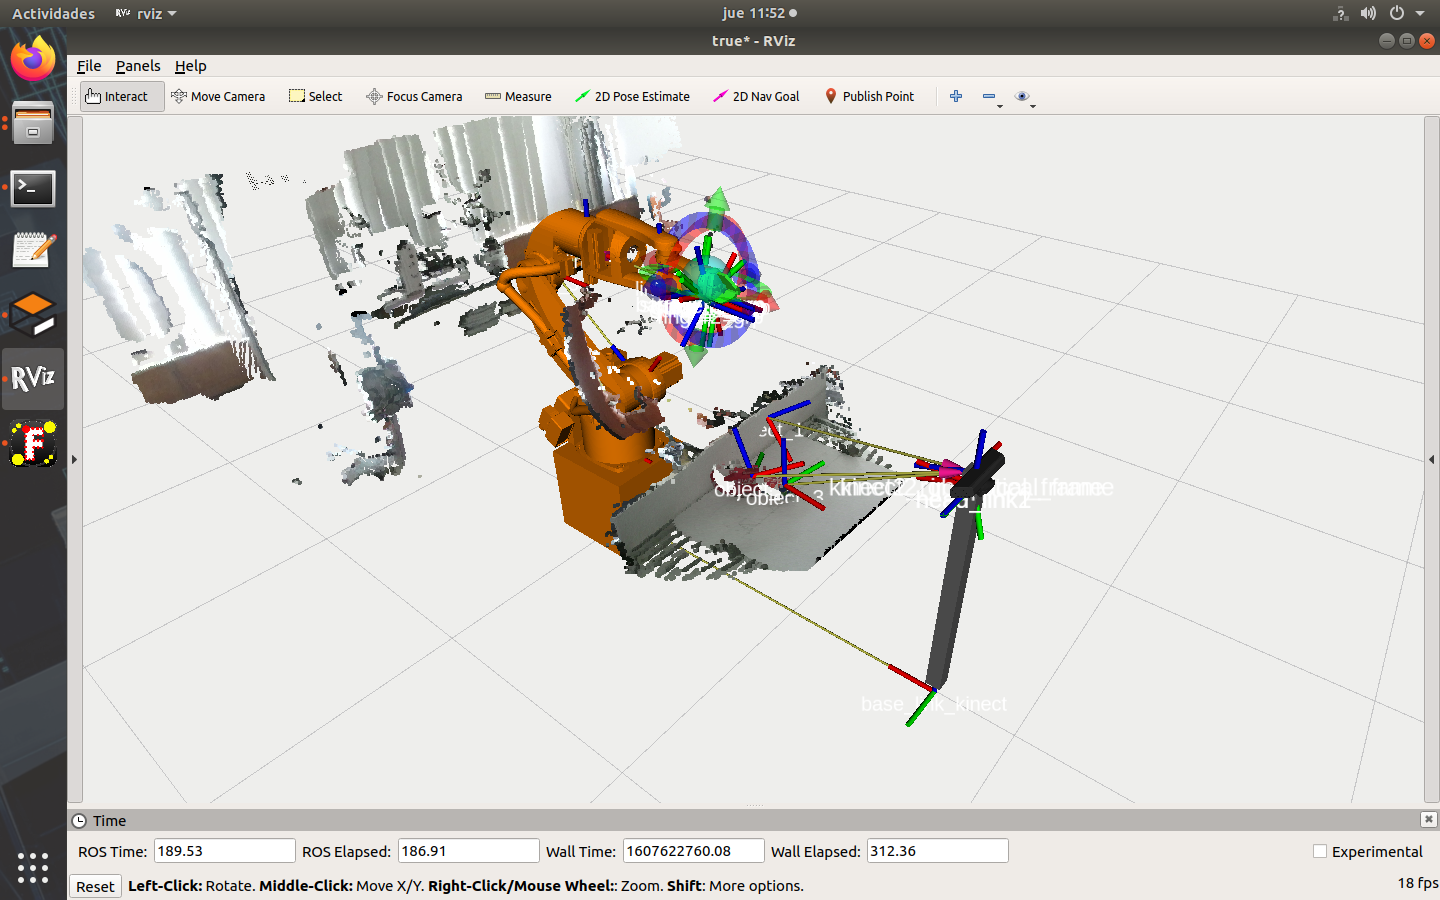 Actividades
RViz
rviz
jue 11:52
true* - RViz
File
Panels
Help
Interact
Move Camera
Select
Focus Camera
Measure
2D Pose Estimate
2D Nav Goal
Publish Point
RViz
F
base_link_kinect
Time
ROS Time:
189.53
ROS Elapsed:
186.91
Wall Time:
1607622760.08
Wall Elapsed:
312.36
Experimental
Reset
Left-Click: Rotate. Middle-Click: Move X/Y. Right-Click/Mouse Wheel:: Zoom. Shift: More options.
18 fps